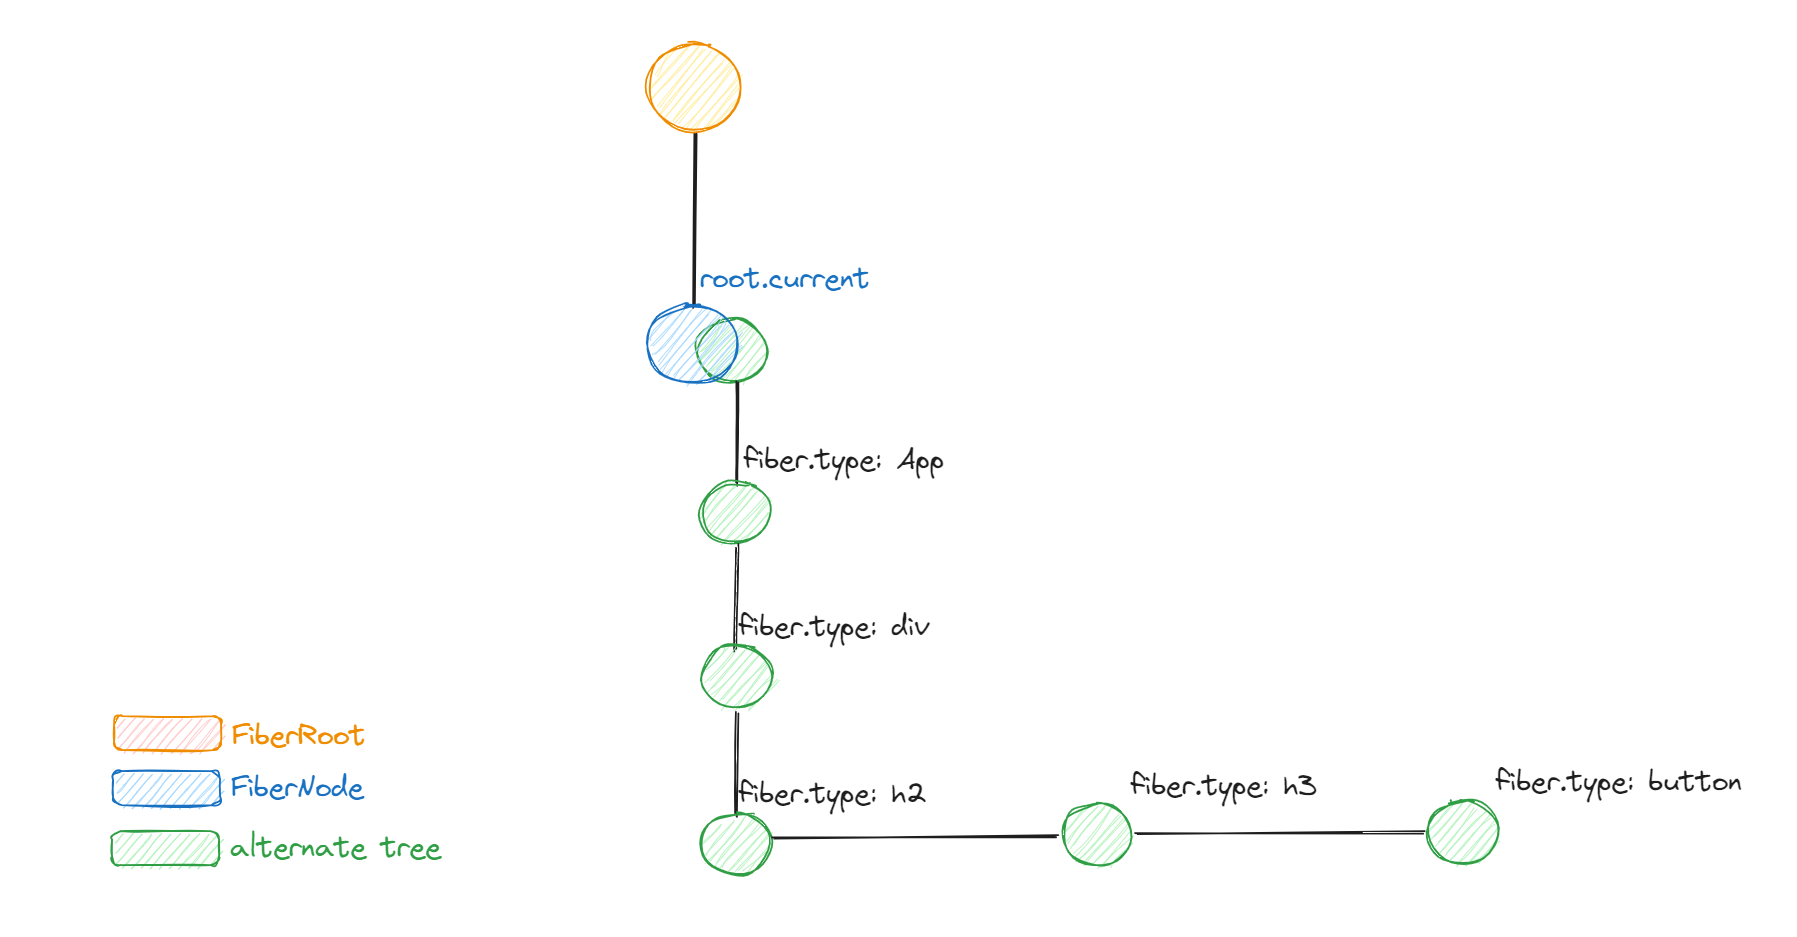 root.current
fiber.type: App
fiber.type: div
fiber.type: h2
fiber.type: h3
fiber.type: button
FiberRoot
FiberNode
alternate tree